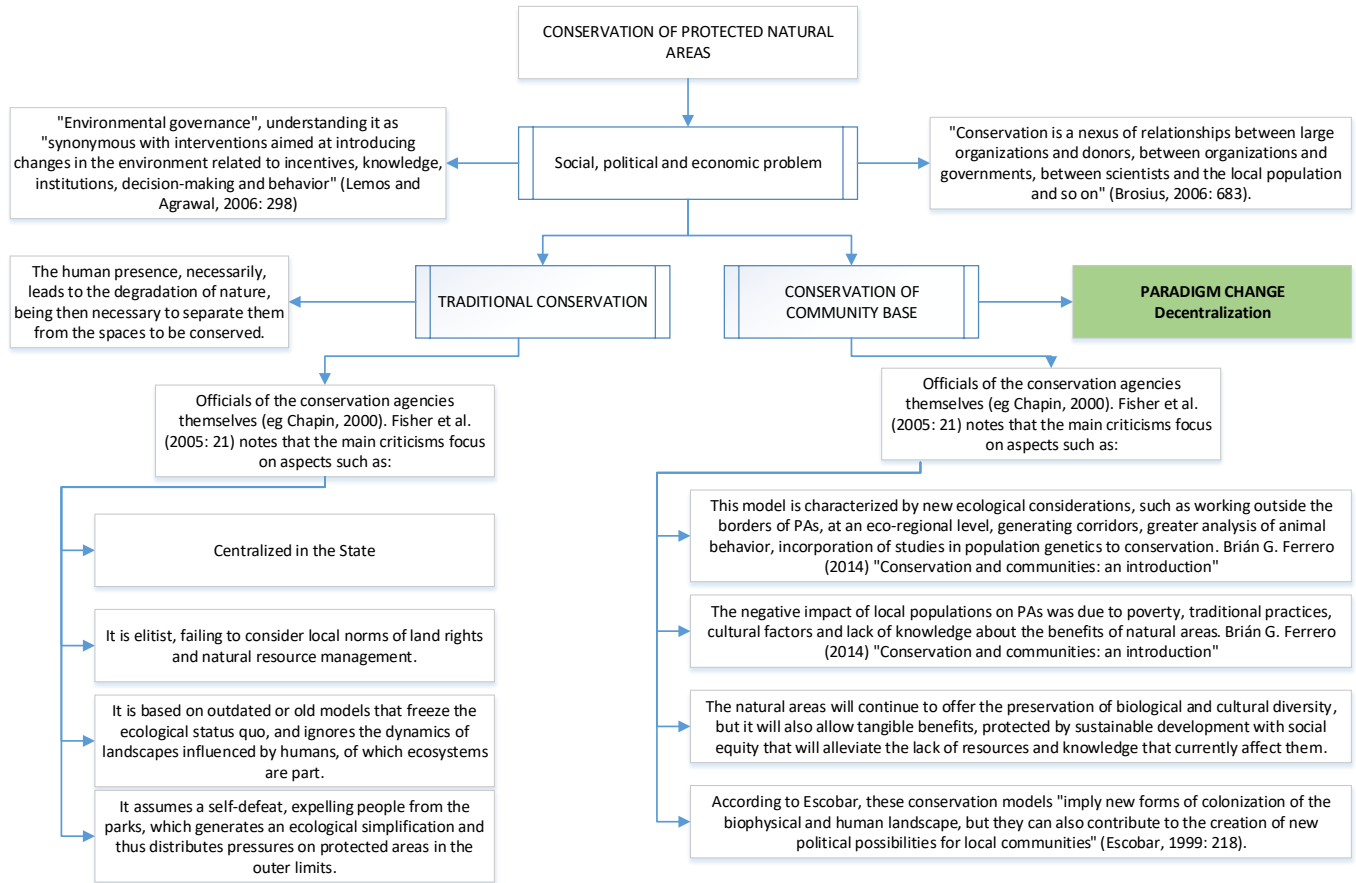 CONSERVATION OF PROTECTED NATURAL
AREAS
"Environmental governance", understanding it as
"synonymous with interventions aimed at introducing
changes in the environment related to incentives, knowledge,
institutions, decision-making and behavior" (Lemos and
Agrawal, 2006: 298)
Social, political and economic problem
"Conservation is a nexus of relationships between large
organizations and donors, between organizations and
governments, between scientists and the local population
and so on" (Brosius, 2006: 683).
The human presence, necessarily,
leads to the degradation of nature,
being then necessary to separate them
from the spaces to be conserved.
TRADITIONAL CONSERVATION
CONSERVATION OF
COMMUNITY BASE
PARADIGM CHANGE
Decentralization
Officials of the conservation agencies
themselves (eg Chapin, 2000). Fisher et al.
(2005: 21) notes that the main criticisms focus
on aspects such as:
Centralized in the State
It is elitist, failing to consider local norms of land rights
and natural resource management.
It is based on outdated or old models that freeze the
ecological status quo, and ignores the dynamics of
landscapes influenced by humans, of which ecosystems
are part.
It assumes a self-defeat, expelling people from the
parks, which generates an ecological simplification and
thus distributes pressures on protected areas in the
outer limits.
Officials of the conservation agencies
themselves (eg Chapin, 2000). Fisher et al.
(2005: 21) notes that the main criticisms focus
on aspects such as:
This model is characterized by new ecological considerations, such as working outside the
borders of PAs, at an eco-regional level, generating corridors, greater analysis of animal
behavior, incorporation of studies in population genetics to conservation. Brián G. Ferrero
(2014) "Conservation and communities: an introduction"
The negative impact of local populations on PAs was due to poverty, traditional practices,
cultural factors and lack of knowledge about the benefits of natural areas. Brián G. Ferrero
(2014) "Conservation and communities: an introduction"
The natural areas will continue to offer the preservation of biological and cultural diversity,
but it will also allow tangible benefits, protected by sustainable development with social
equity that will alleviate the lack of resources and knowledge that currently affect them.
According to Escobar, these conservation models "imply new forms of colonization of the
biophysical and human landscape, but they can also contribute to the creation of new
political possibilities for local communities" (Escobar, 1999: 218).